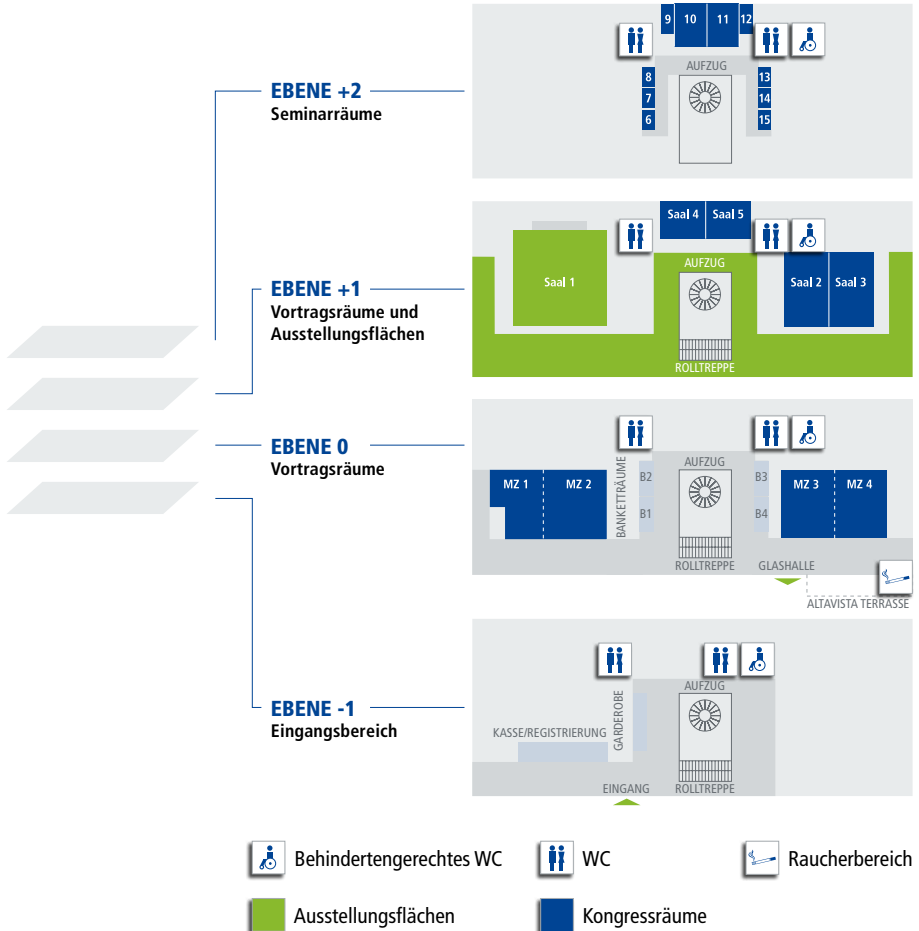 9 10 11 12
AUFZUG
8 13
7 14
6 15
EBENE +2
Seminarräume
Saal 4 Saal 5
AUFZUG
Saal 1 Saal 2 Saal 3
ROLLTREPPE
EBENE +1
Vortragsräume und
Ausstellungsflächen
EBENE 0
Vortragsräume
BANKETTRÄUME
AUFZUG
MZ 1 MZ 2 B2 B3 MZ 3 MZ 4
B1 B4
ROLLTREPPE GLASHALLE
ALTAVISTA TERRASSE
EBENE -1
Eingangsbereich
AUFZUG
GARDEROBE
KASSE/REGISTRIERUNG
EINGANG ROLLTREPPE
Behindertengerechtes WC WC Raucherbereich
Ausstellungsflächen Kongressräume